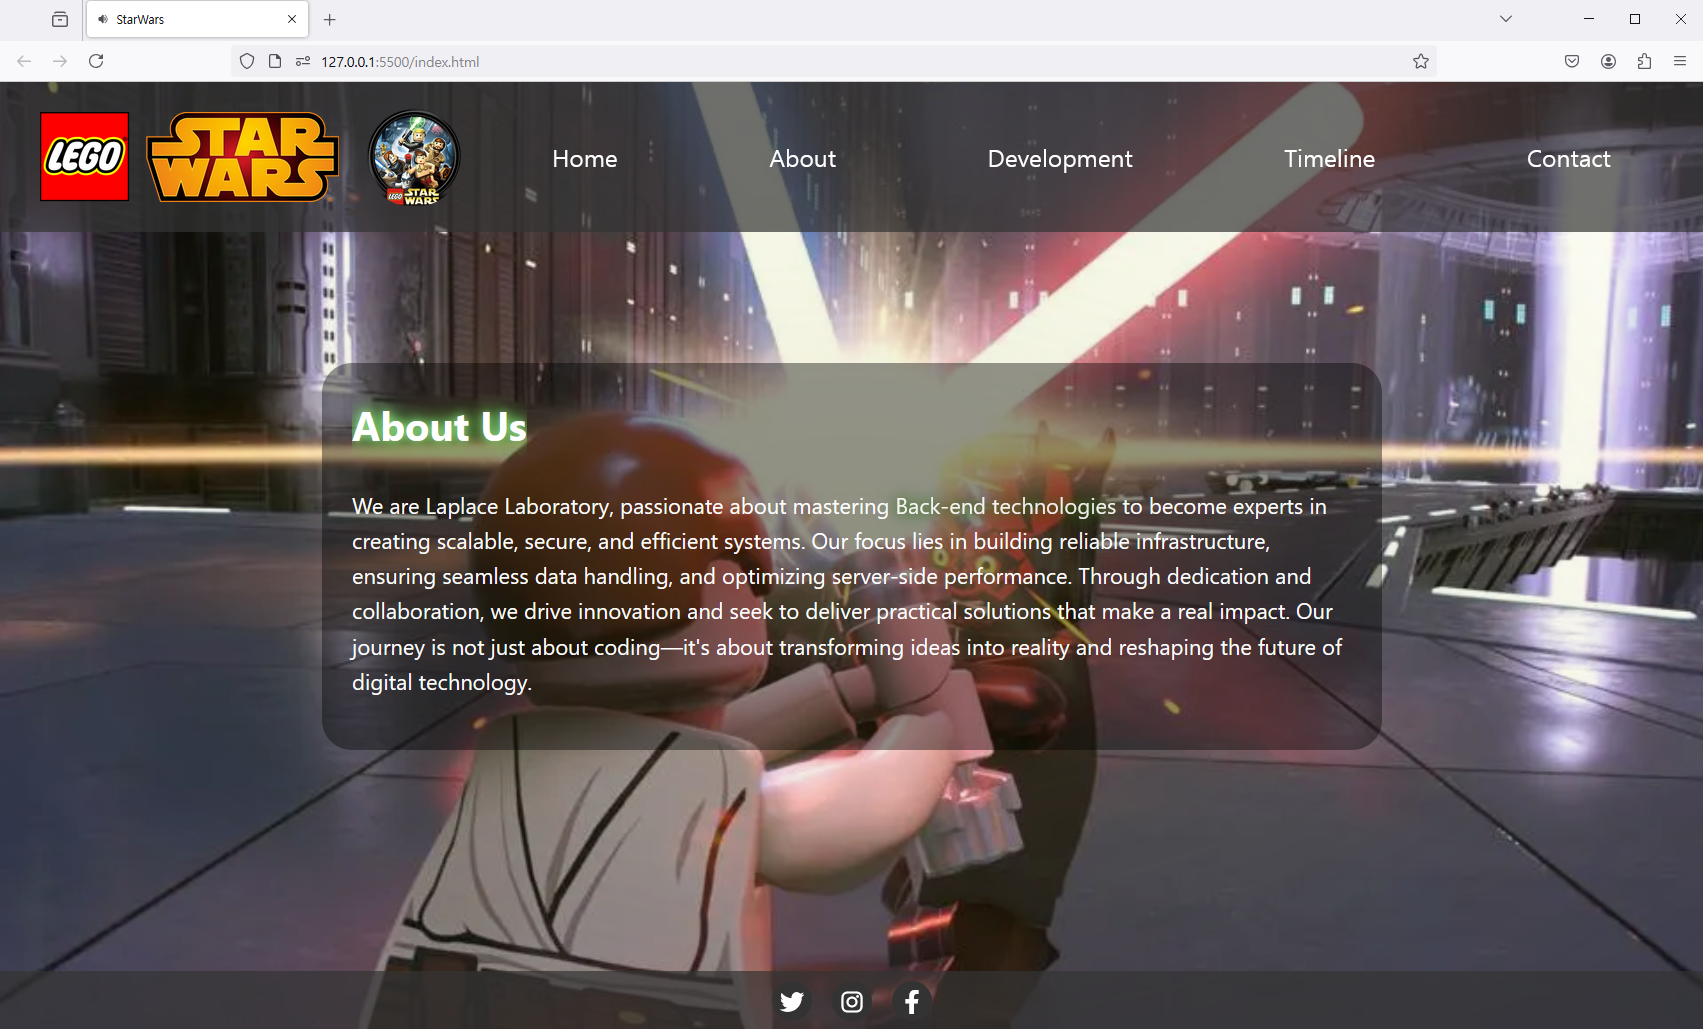 StarWars
127.0.0.1:5500/index.html
LEGO
STAR
WARS
LEGO STAR
WARS
Home
About
Development
Timeline
Contact
About Us
We are Laplace Laboratory, passionate about mastering Back-end technologies to become experts in
creating scalable, secure, and efficient systems. Our focus lies in building reliable infrastructure,
ensuring seamless data handling, and optimizing server-side performance. Through dedication and
collaboration, we drive innovation and seek to deliver practical solutions that make a real impact. Our
journey is not just about coding—it's about transforming ideas into reality and reshaping the future of
digital technology.